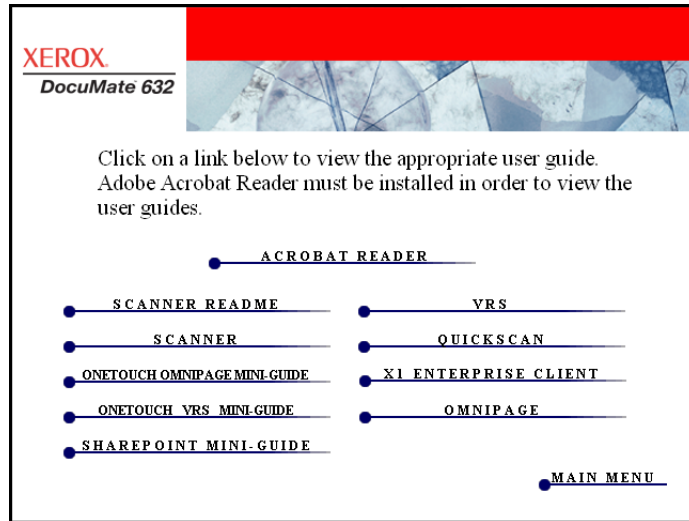 XEROX.
DocuMate 632
Click on a link below to view the appropriate user guide.
Adobe Acrobat Reader must be installed in order to view the
user guides.
ACROBAT READER
SCANNER README
SCANNER
ONETOUCH OMNIPAGE MINI-GUIDE
ONETOUCH VRS MINI-GUIDE
SHAREPOINT MINI-GUIDE
VRS
QUICKSCAN
X1 ENTERPRISE CLIENT
OMNIPAGE
MAIN MENU